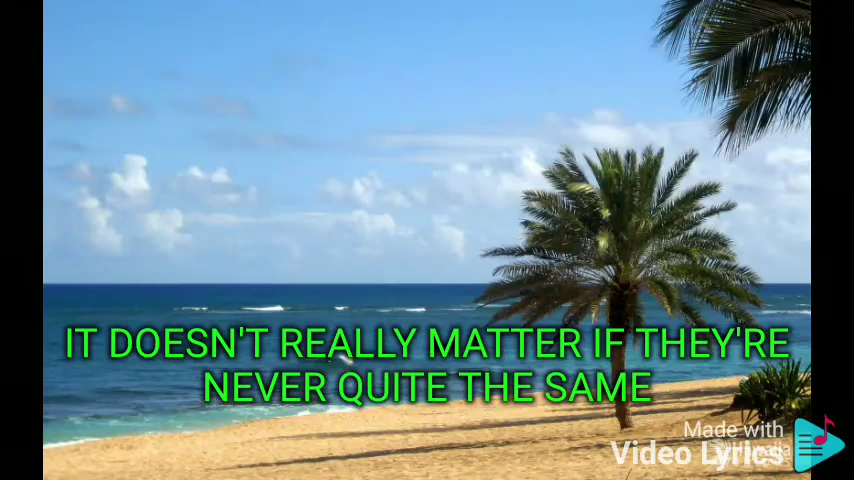 IT DOESN'T REALLY MATTER IF THEY'RE
NEVER QUITE THE SAME
Made with
Video Lyrics